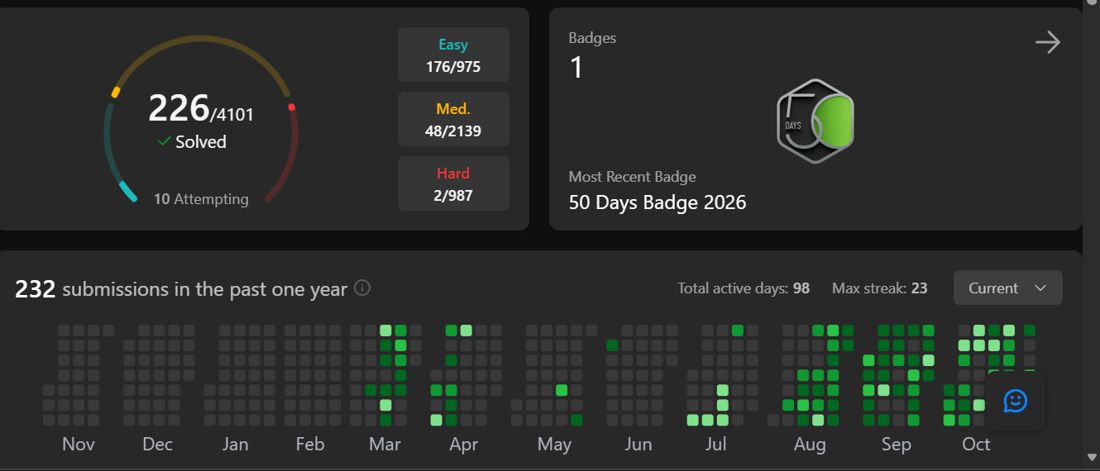 Easy
176/975
226/4101
Solved
Med.
48/2139
Hard
2/987
10 Attempting
Badges
1
50
DAYS
Most Recent Badge
50 Days Badge 2026
232 submissions in the past one year
Total active days: 98
Max streak: 23
Current
Nov Dec Jan Feb Mar Apr May Jun Jul Aug Sep Oct